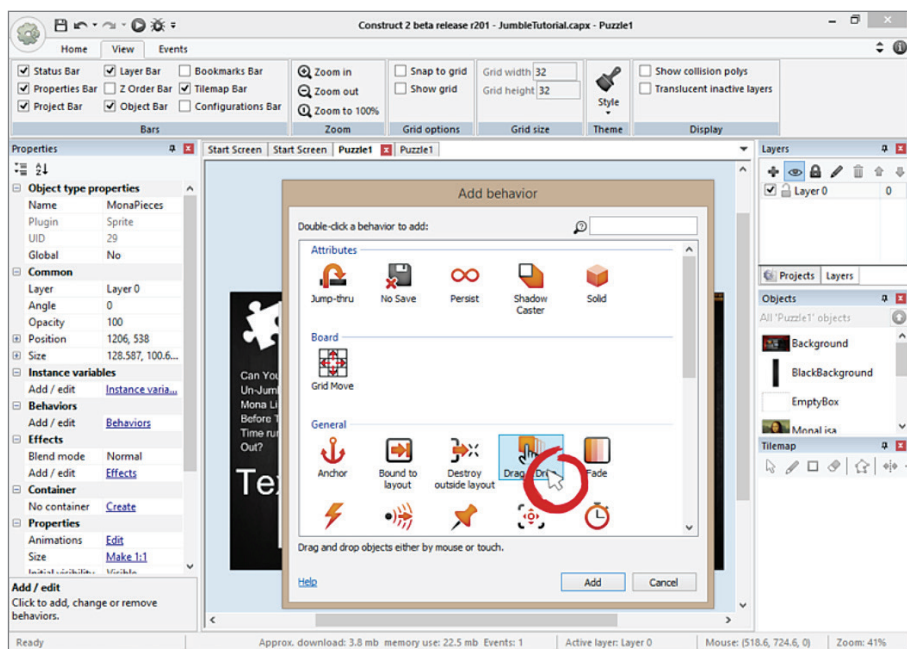 Construct 2 beta release r201 - JumbleTutorial.capx - Puzzle1
Home View Events
Status Bar Layer Bar Bookmarks Bar
Properties Bar Z Order Bar Tilemap Bar
Project Bar Object Bar Configurations Bar
Bars
Zoom in
Zoom out
Zoom to 100%
Zoom
Snap to grid
Show grid
Grid options
Grid width 32
Grid height 32
Grid size
Style
Theme
Show collision polys
Translucent inactive layers
Display
Properties
Object type properties
Name MonaPieces
Plugin Sprite
UID 29
Global No
Common
Layer Layer 0
Angle 0
Opacity 100
Position 1206, 538
Size 128.587, 100.6...
Instance variables
Add / edit Instance varia...
Behaviors
Add / edit Behaviors
Effects
Blend mode Normal
Add / edit Effects
Container
No container Create
Properties
Animations Edit
Size Make 1:1
Initial visibility Visible
Add / edit
Click to add, change or remove
behaviors.
Start Screen Start Screen Puzzle1 Puzzle1
Can You
Un-Juml
Mona Li
Before T
Time run
Out?
Tex
Add behavior
Double-click a behavior to add:
Attributes
Jump-thru No Save Persist Shadow Caster Solid
Board
Grid Move
General
Anchor Bound to layout Destroy outside layout Drag Fade
Drag and drop objects either by mouse or touch.
Help Add Cancel
Layers
Layer 0 0
Projects Layers
Objects
All 'Puzzle1' objects
Background
BlackBackground
EmptyBox
MonaLisa
Tilemap
Ready Approx. download: 3.8 mb memory use: 22.5 mb Events: 1 Active layer: Layer 0 Mouse: (518.6, 724.6, 0) Zoom: 41%